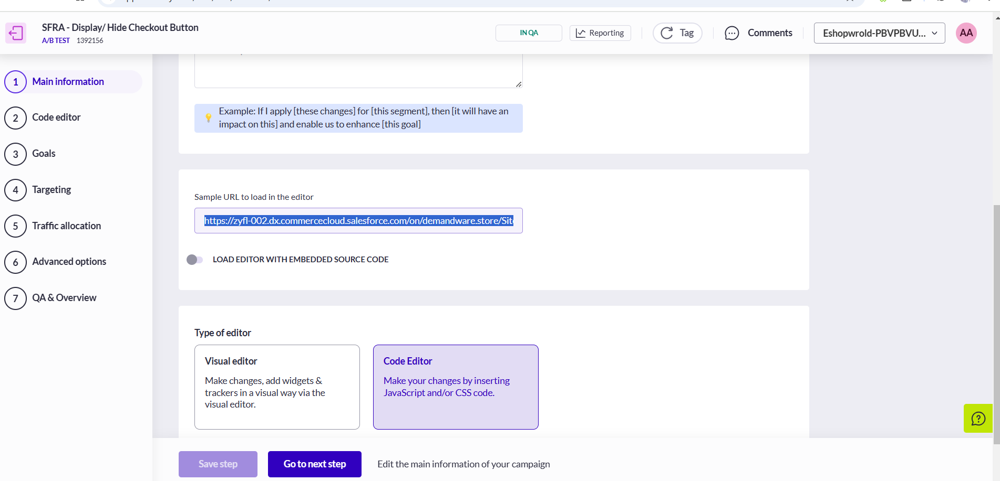 SFRA - Display/ Hide Checkout Button
A/B TEST 1392156
IN QA
Reporting
Tag
Comments
Eshopwrold-PBVPBVU...
AA
1 Main information
2 Code editor
3 Goals
4 Targeting
5 Traffic allocation
6 Advanced options
7 QA & Overview
Example: If I apply [these changes] for [this segment], then [it will have an
impact on this] and enable us to enhance [this goal]
Sample URL to load in the editor
https://zyfl-002.dx.commercecloud.salesforce.com/on/demandware.store/Sit
LOAD EDITOR WITH EMBEDDED SOURCE CODE
Type of editor
Visual editor
Make changes, add widgets &
trackers in a visual way via the
visual editor.
Code Editor
Make your changes by inserting
JavaScript and/or CSS code.
Save step
Go to next step
Edit the main information of your campaign